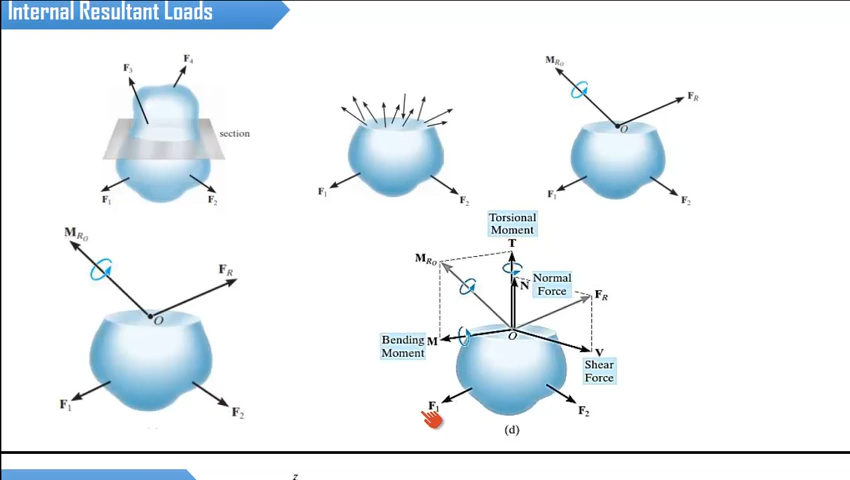 Internal Resultant Loads
F3
F4
section
F1
F2
F1
F2
MRO
FR
O
F1
F2
MRO
FR
O
F1
F2
Torsional
Moment
T
MRO
N
Normal
Force
FR
Bending
Moment
M
O
V
Shear
Force
F1
F2
(d)
z